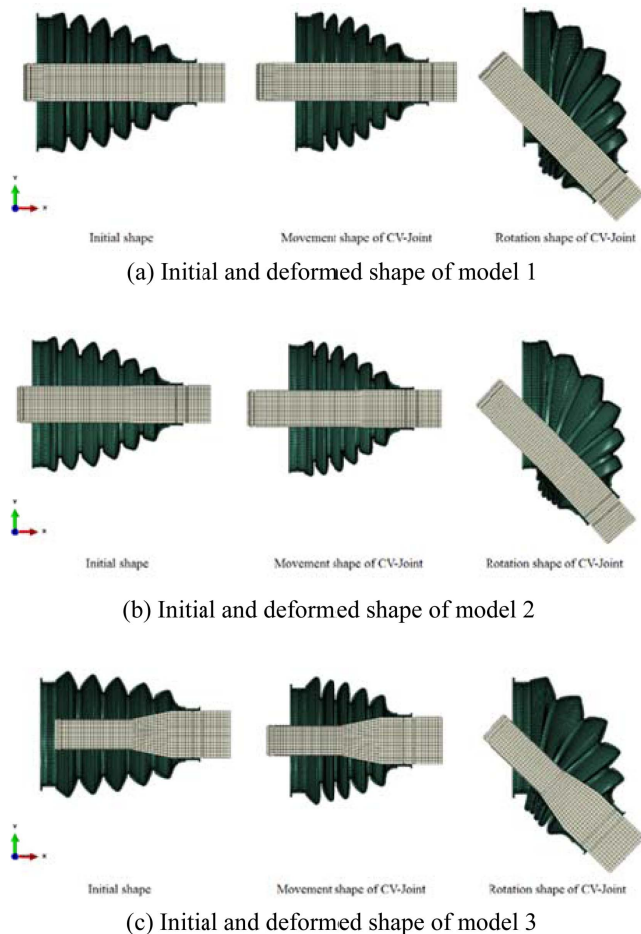 Y
X
Initial shape Movement shape of CV-Joint Rotation shape of CV-Joint
(a) Initial and deformed shape of model 1
Y
X
Initial shape Movement shape of CV-Joint Rotation shape of CV-Joint
(b) Initial and deformed shape of model 2
Y
X
Initial shape Movement shape of CV-Joint Rotation shape of CV-Joint
(c) Initial and deformed shape of model 3